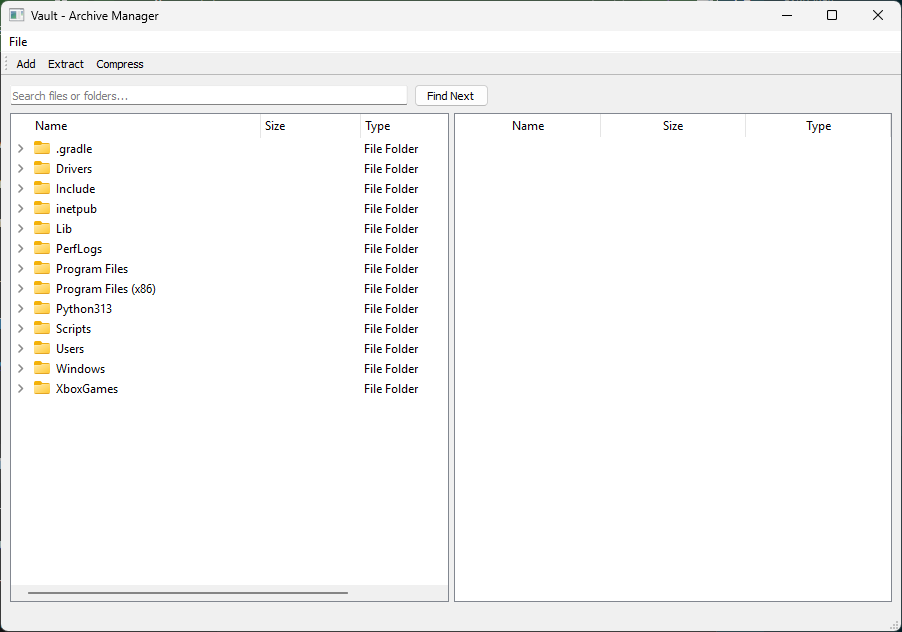 Vault - Archive Manager
File
Add Extract Compress
Search files or folders... Find Next
Name Size Type Name Size Type
.gradle File Folder
Drivers File Folder
Include File Folder
inetpub File Folder
Lib File Folder
PerfLogs File Folder
Program Files File Folder
Program Files (x86) File Folder
Python313 File Folder
Scripts File Folder
Users File Folder
Windows File Folder
XboxGames File Folder